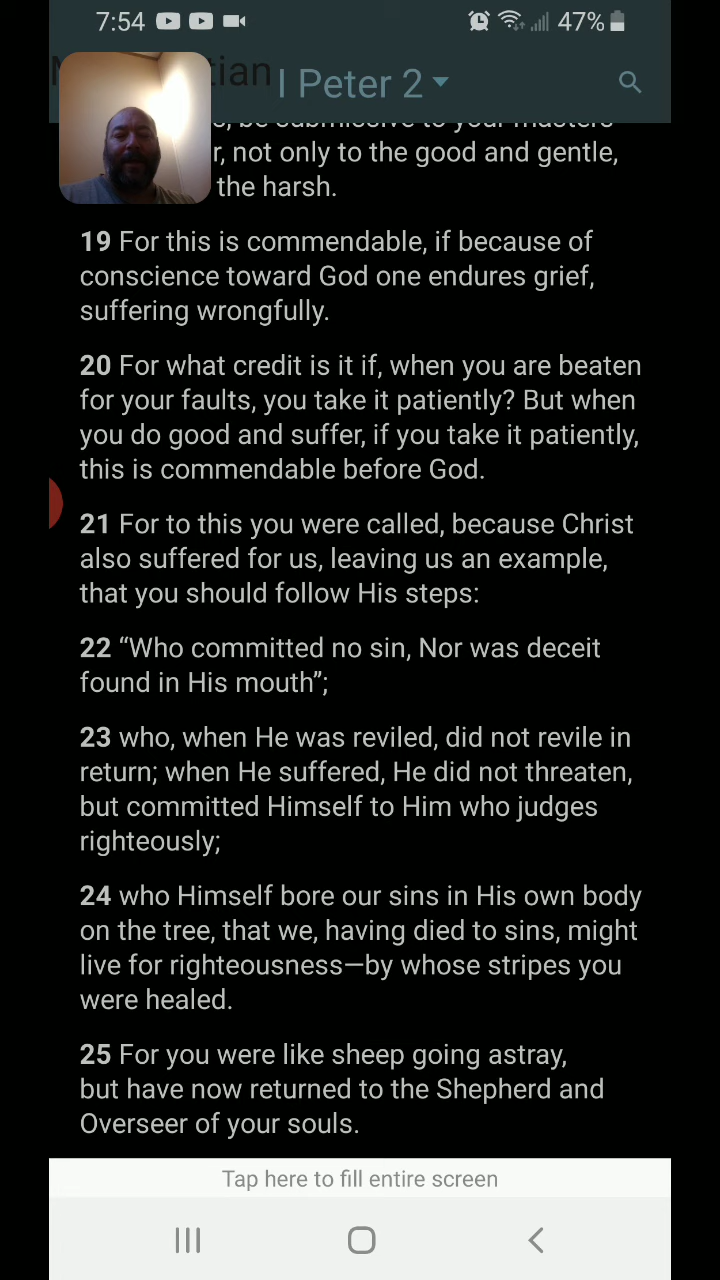 7:54 47%
tian
I Peter 2
s, be submissive to your masters
r, not only to the good and gentle,
the harsh.
19 For this is commendable, if because of
conscience toward God one endures grief,
suffering wrongfully.
20 For what credit is it if, when you are beaten
for your faults, you take it patiently? But when
you do good and suffer, if you take it patiently,
this is commendable before God.
21 For to this you were called, because Christ
also suffered for us, leaving us an example,
that you should follow His steps:
22 “Who committed no sin, Nor was deceit
found in His mouth”;
23 who, when He was reviled, did not revile in
return; when He suffered, He did not threaten,
but committed Himself to Him who judges
righteously;
24 who Himself bore our sins in His own body
on the tree, that we, having died to sins, might
live for righteousness—by whose stripes you
were healed.
25 For you were like sheep going astray,
but have now returned to the Shepherd and
Overseer of your souls.
Tap here to fill entire screen